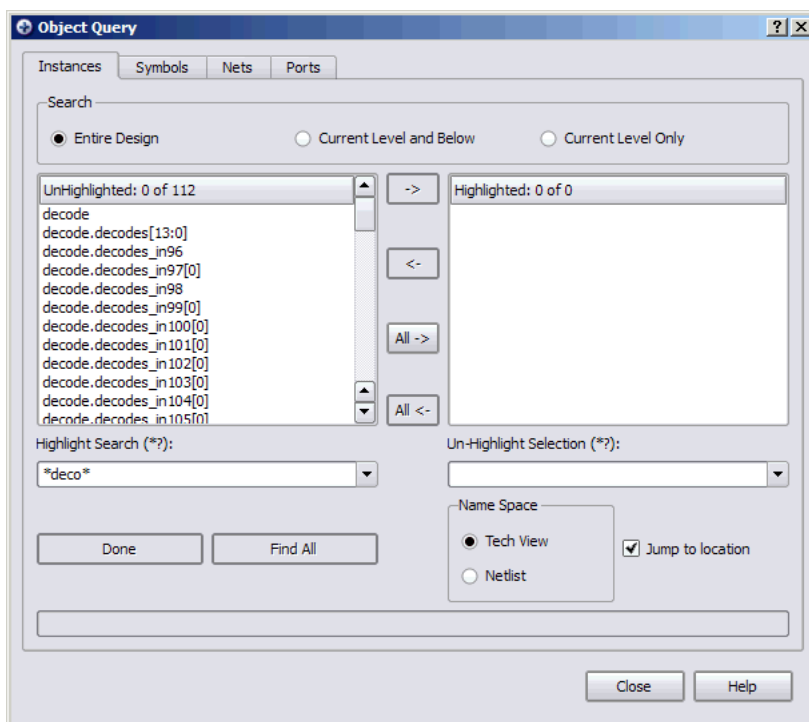 Object Query
Instances Symbols Nets Ports
Search
Entire Design Current Level and Below Current Level Only
UnHighlighted: 0 of 112
decode
decode.decodes[13:0]
decode.decodes_in96
decode.decodes_in97[0]
decode.decodes_in98
decode.decodes_in99[0]
decode.decodes_in100[0]
decode.decodes_in101[0]
decode.decodes_in102[0]
decode.decodes_in103[0]
decode.decodes_in104[0]
decode.decodes_in105[0]
->
<-
All ->
All <-
Highlighted: 0 of 0
Highlight Search (*?):
*deco*
Un-Highlight Selection (*?):
Done Find All
Name Space
Tech View
Netlist
Jump to location
Close Help